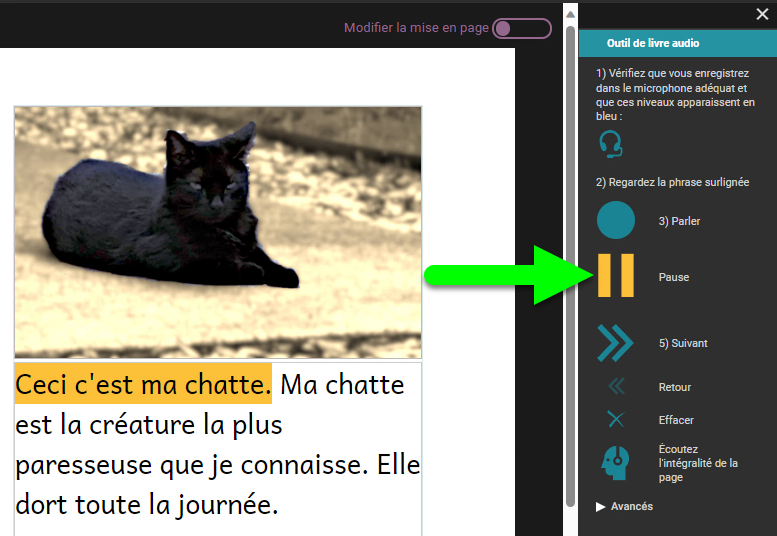 Modifier la mise en page
Outil de livre audio
1) Vérifiez que vous enregistrez
dans le microphone adéquat et
que ces niveaux apparaissent en
bleu :
2) Regardez la phrase surlignée
3) Parler
Pause
5) Suivant
Retour
Effacer
Écoutez
l'intégralité de la
page
Avancés
Ceci c'est ma chatte. Ma chatte
est la créature la plus
paresseuse que je connaisse. Elle
dort toute la journée.